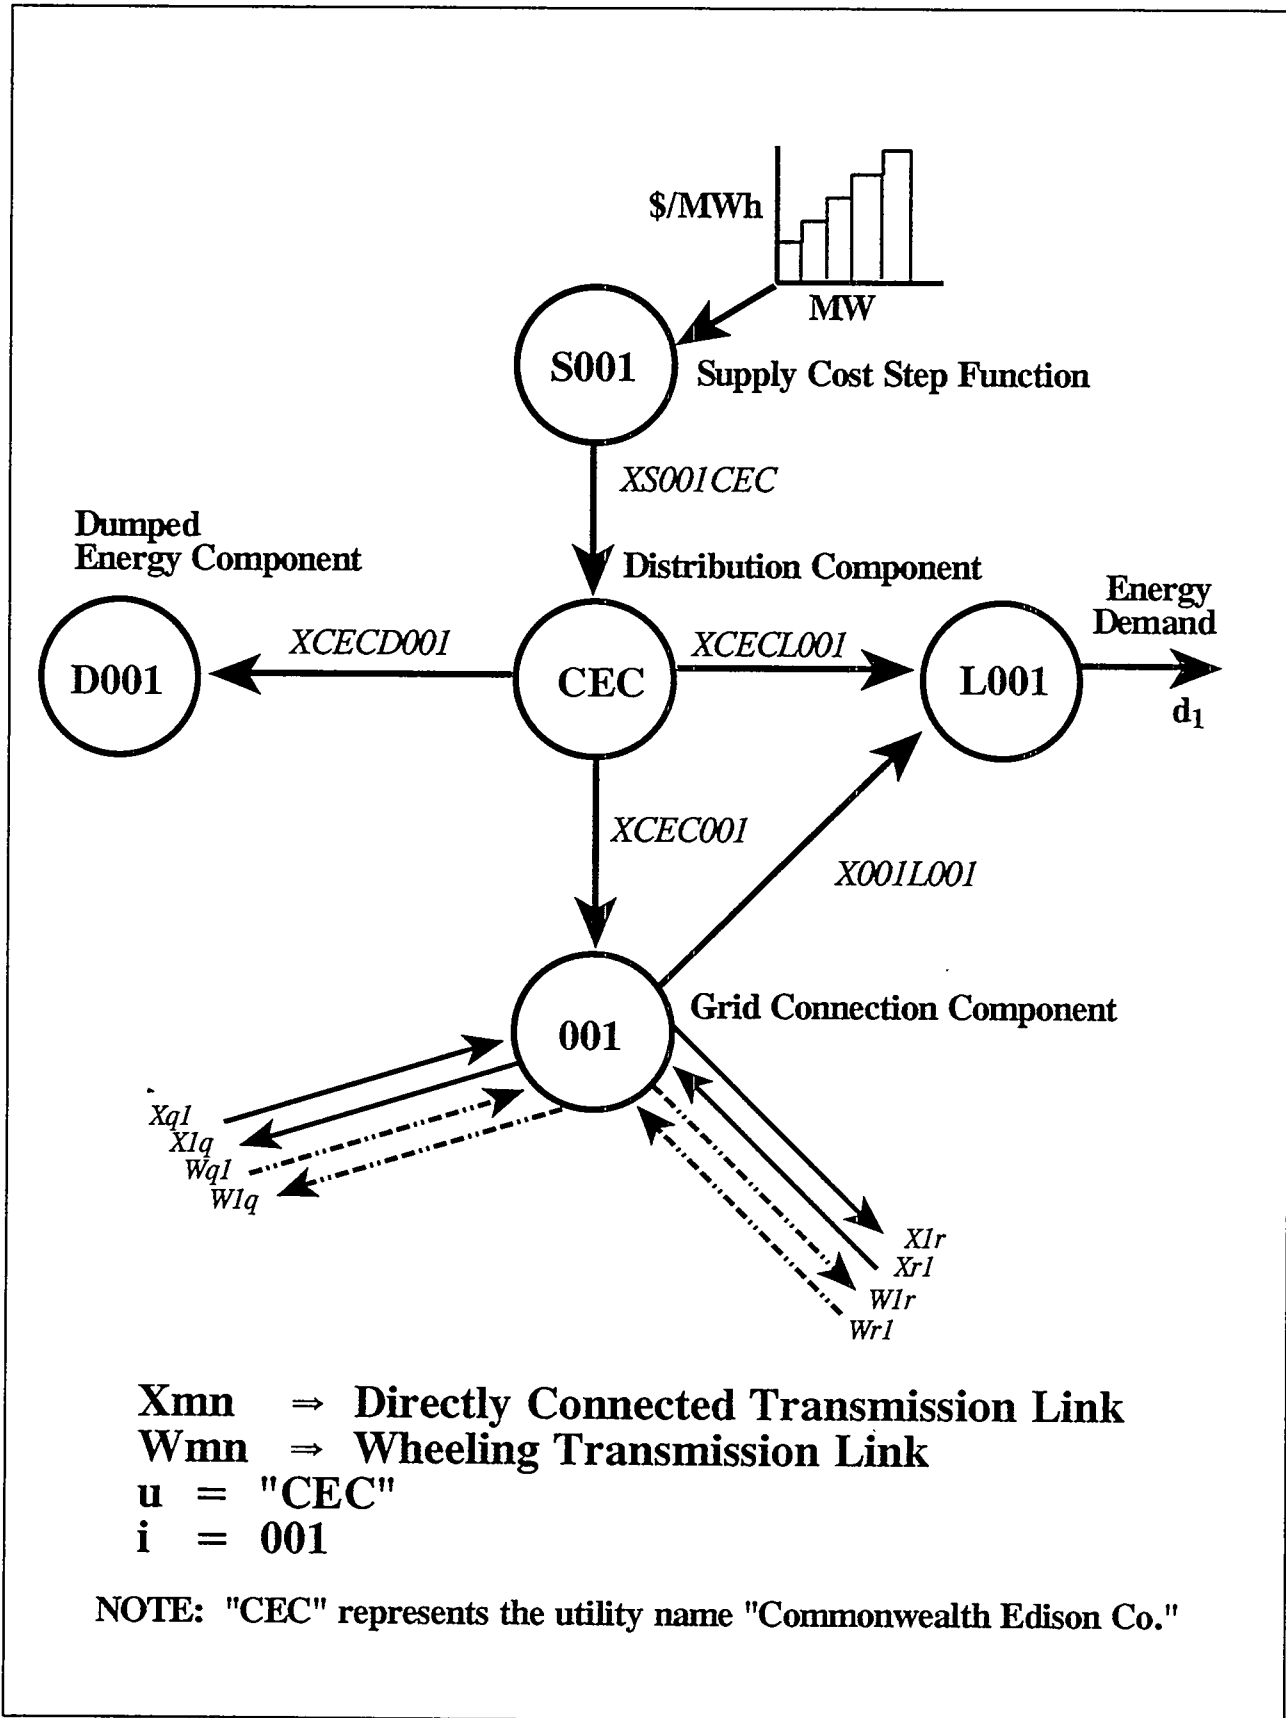 $/MWh
MW
S001
Supply Cost Step Function
XS001CEC
Dumped
Energy Component
Distribution Component
Energy
Demand
XCECD001
XCECL001
D001
CEC
L001
d1
XCEC001
X001L001
001
Grid Connection Component
Xq1
X1q
Wq1
W1q
X1r
Xr1
W1r
Wr1
Xmn ⇒ Directly Connected Transmission Link
Wmn ⇒ Wheeling Transmission Link
u = "CEC"
i = 001
NOTE: "CEC" represents the utility name "Commonwealth Edison Co."